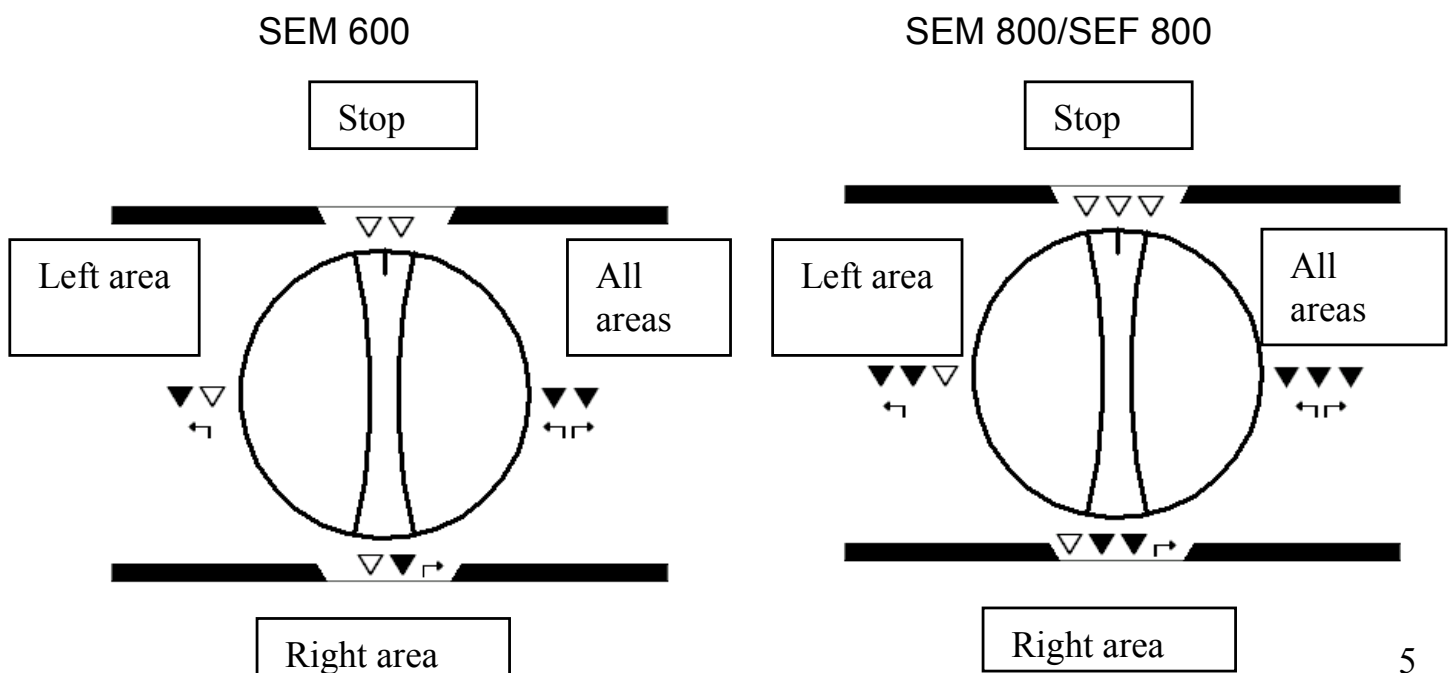 SEM 600
SEM 800/SEF 800
Stop
Stop
Left area
All
areas
Left area
All
areas
Right area
Right area
5